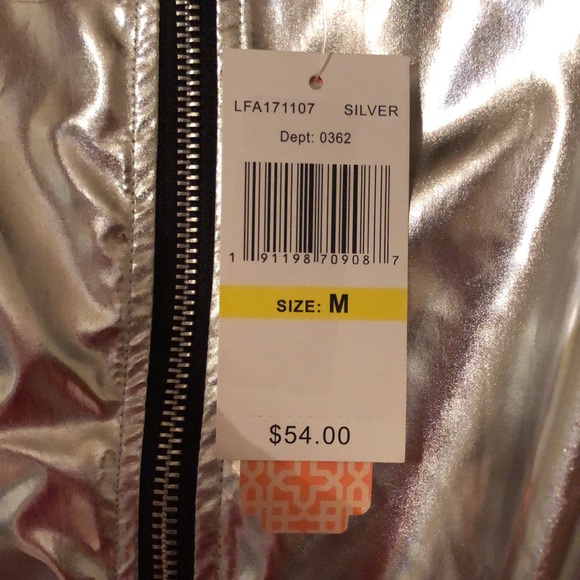 LFA171107 SILVER
Dept: 0362
1 91198 70908 7
SIZE: M
$54.00